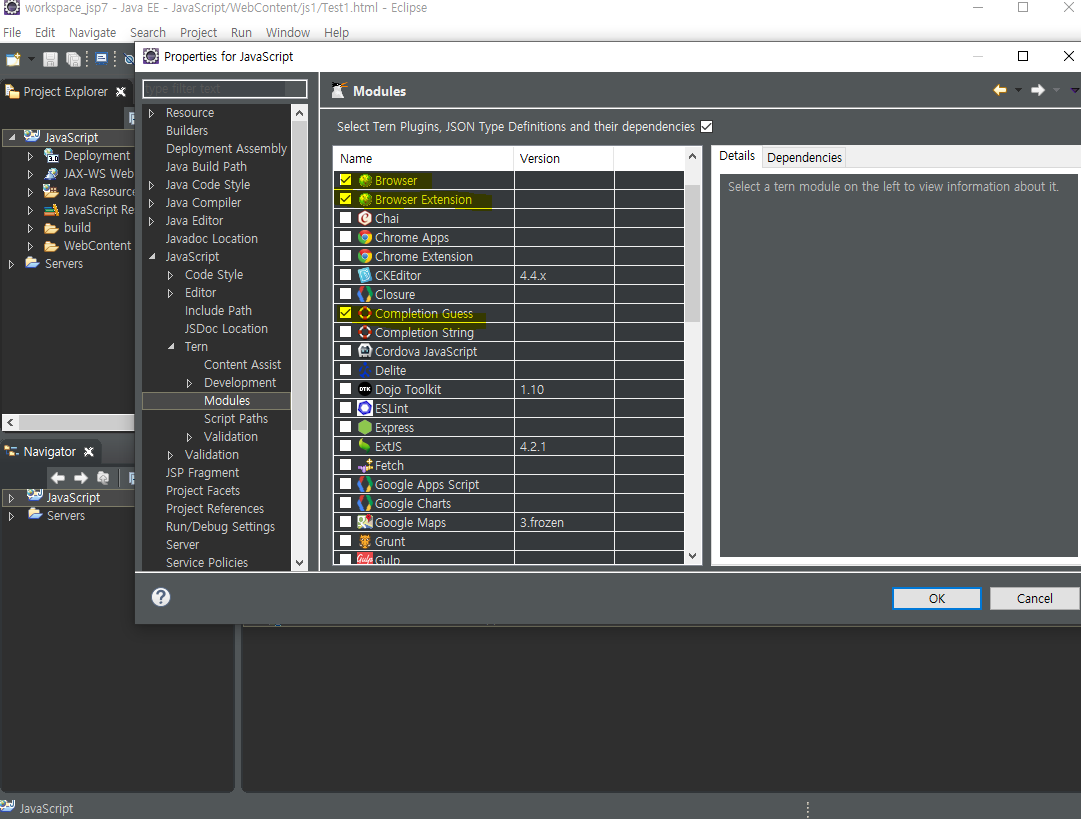 workspace_jsp7 - Java EE - JavaScript/WebContent/js1/Test1.html - Eclipse
File Edit Navigate Search Project Run Window Help
Properties for JavaScript
Project Explorer
JavaScript
Deployment
JAX-WS Web
Java Resource
JavaScript Re
build
WebContent
Servers
Navigator
JavaScript
Servers
type filter text
Resource
Builders
Deployment Assembly
Java Build Path
Java Code Style
Java Compiler
Java Editor
Javadoc Location
JavaScript
Code Style
Editor
Include Path
JSDoc Location
Tern
Content Assist
Development
Modules
Script Paths
Validation
Validation
JSP Fragment
Project Facets
Project References
Run/Debug Settings
Server
Service Policies
Modules
Select Tern Plugins, JSON Type Definitions and their dependencies
Name Version
Browser
Browser Extension
Chai
Chrome Apps
Chrome Extension
CKEditor 4.4.x
Closure
Completion Guess
Completion String
Cordova JavaScript
Delite
DTK Dojo Toolkit 1.10
ESLint
Express
ExtJS 4.2.1
Fetch
Google Apps Script
Google Charts
Google Maps 3.frozen
Grunt
Gulp Gulp
Details Dependencies
Select a tern module on the left to view information about it.
?
OK Cancel
JavaScript